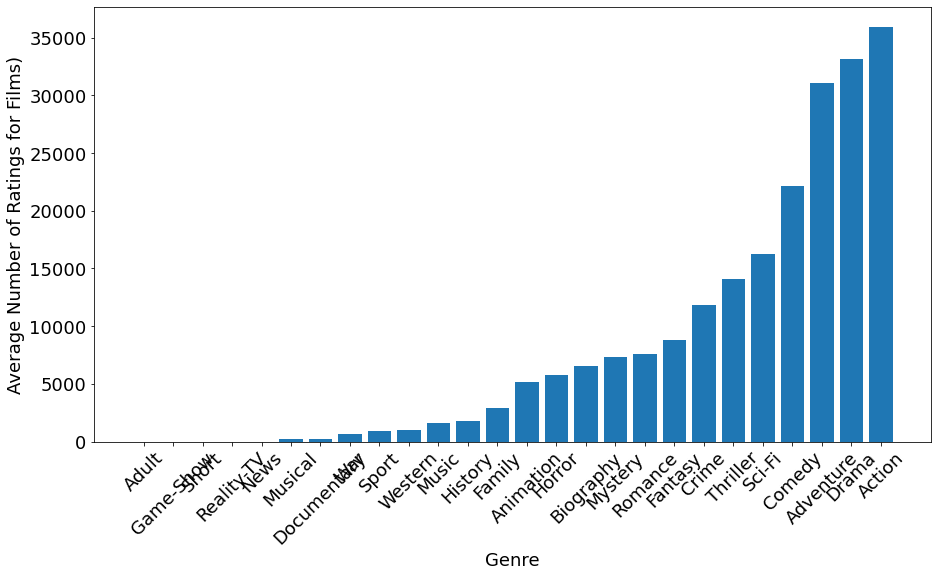 Average Number of Ratings for Films)
35000
30000
25000
20000
15000
10000
5000
0
Adult
Game-Show
Short
Reality-TV
News
Musical
Documentary
War
Sport
Western
Music
History
Family
Animation
Horror
Biography
Mystery
Romance
Fantasy
Crime
Thriller
Sci-Fi
Comedy
Adventure
Drama
Action
Genre